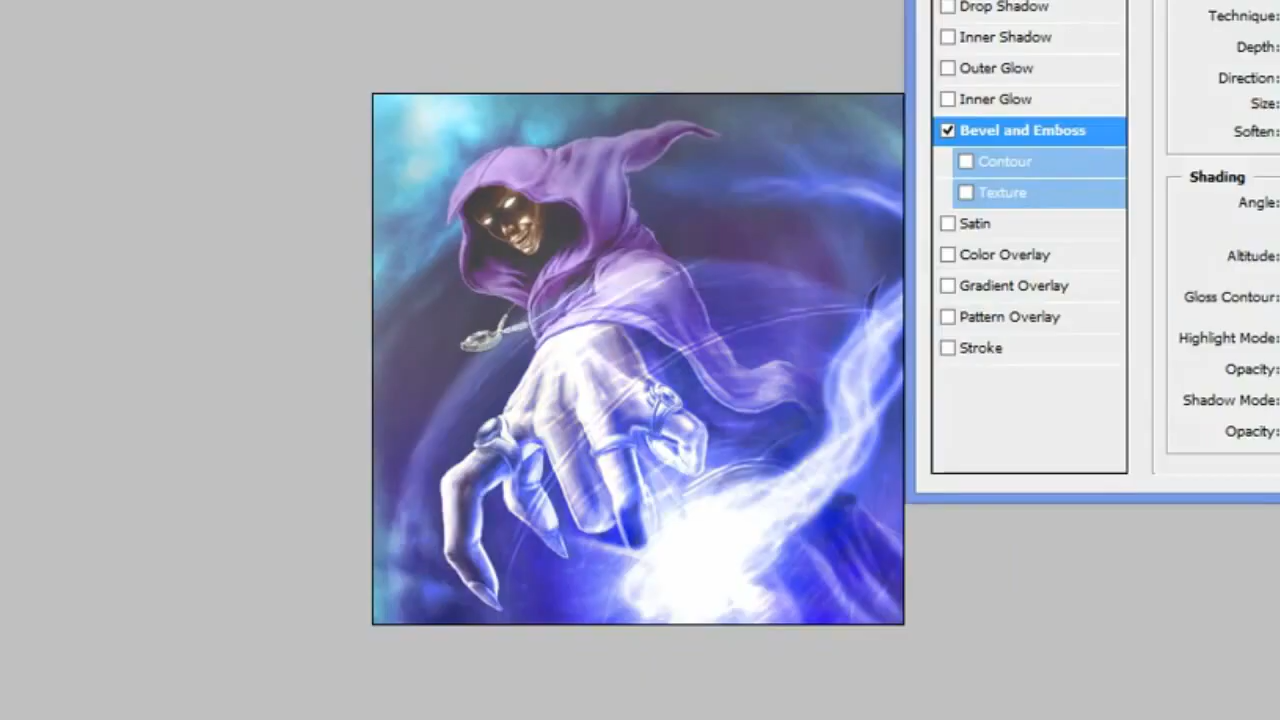 Drop Shadow
Inner Shadow
Outer Glow
Inner Glow
Bevel and Emboss
Contour
Texture
Satin
Color Overlay
Gradient Overlay
Pattern Overlay
Stroke
Technique:
Depth:
Direction:
Size:
Soften:
Shading
Angle:
Altitude:
Gloss Contour:
Highlight Mode:
Opacity:
Shadow Mode:
Opacity: